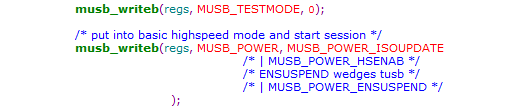 musb_writeb(regs, MUSB_TESTMODE, 0);
/* put into basic highspeed mode and start session */
musb_writeb(regs, MUSB_POWER, MUSB_POWER_ISOUPDATE
/* | MUSB_POWER_HSENAB */
/* ENSUSPEND wedges tusb */
/* | MUSB_POWER_ENSUSPEND */
);